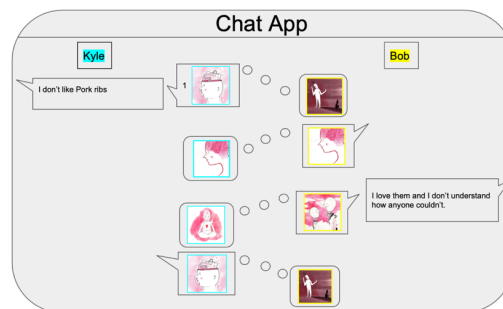 Chat App
Kyle
Bob
1
I don't like Pork ribs
I love them and I don't understand
how anyone couldn't.